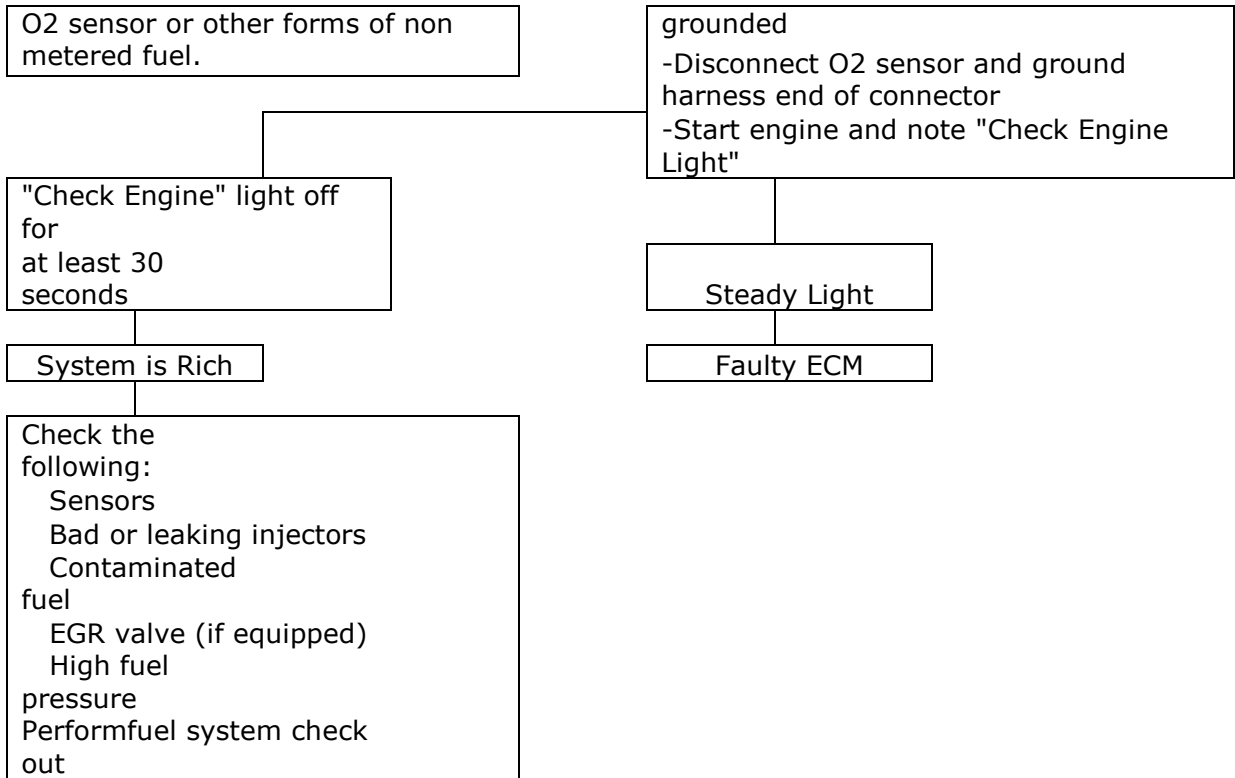 O2 sensor or other forms of non
metered fuel.
grounded
-Disconnect O2 sensor and ground
harness end of connector
-Start engine and note "Check Engine
Light"
"Check Engine" light off
for
at least 30
seconds
Steady Light
System is Rich
Faulty ECM
Check the
following:
Sensors
Bad or leaking injectors
Contaminated
fuel
EGR valve (if equipped)
High fuel
pressure
Performfuel system check
out